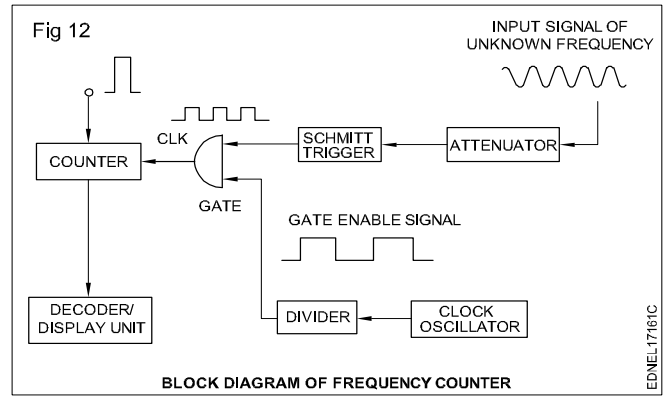 Fig 12
INPUT SIGNAL OF
UNKNOWN FREQUENCY
CLK
SCHMITT
TRIGGER
ATTENUATOR
COUNTER
GATE
GATE ENABLE SIGNAL
DECODER/
DISPLAY UNIT
DIVIDER
CLOCK
OSCILLATOR
BLOCK DIAGRAM OF FREQUENCY COUNTER
EDNEL17161C